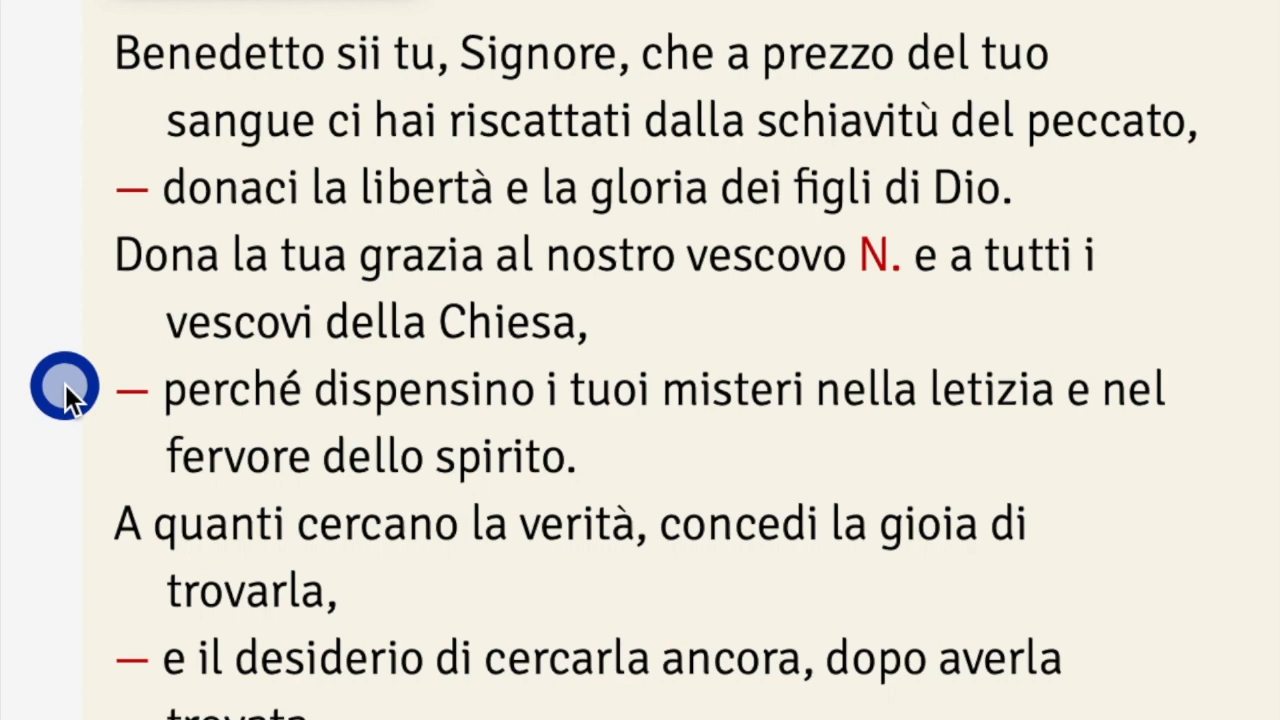 Benedetto sii tu, Signore, che a prezzo del tuo
sangue ci hai riscattati dalla schiavitù del peccato,
— donaci la libertà e la gloria dei figli di Dio.
Dona la tua grazia al nostro vescovo N. e a tutti i
vescovi della Chiesa,
— perché dispensino i tuoi misteri nella letizia e nel
fervore dello spirito.
A quanti cercano la verità, concedi la gioia di
trovarla,
— e il desiderio di cercarla ancora, dopo averla